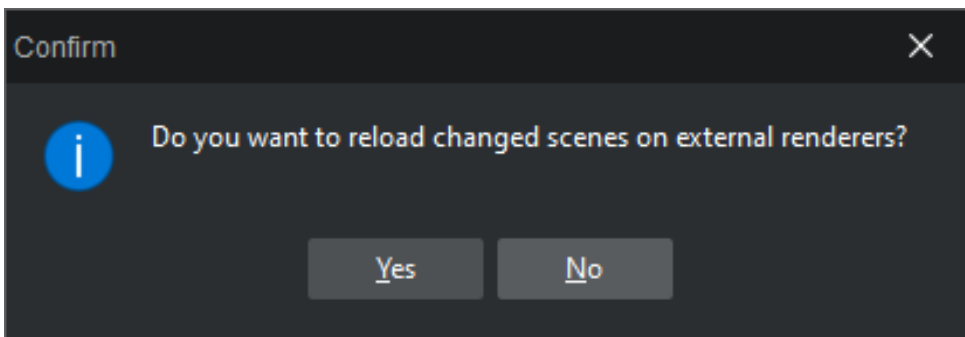 Confirm
Do you want to reload changed scenes on external renderers?
Yes
No